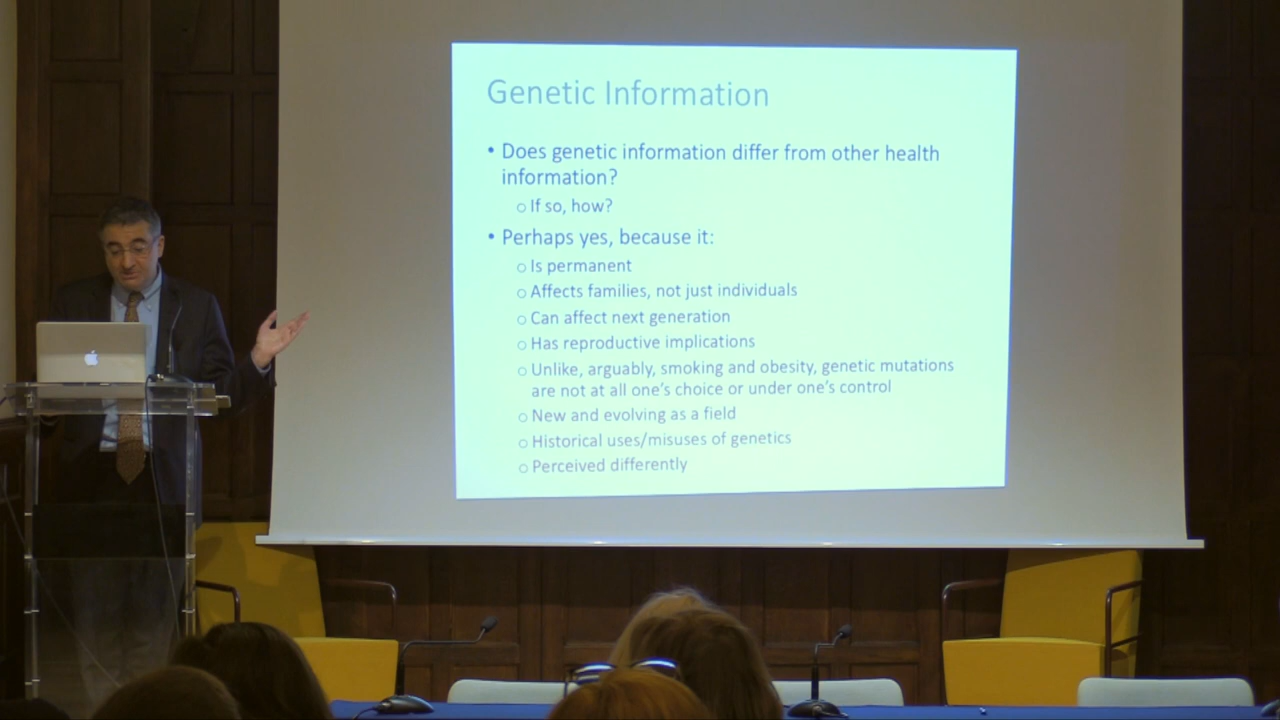 Genetic Information
• Does genetic information differ from other health
information?
○ If so, how?
• Perhaps yes, because it:
○ Is permanent
○ Affects families, not just individuals
○ Can affect next generation
○ Has reproductive implications
○ Unlike, arguably, smoking and obesity, genetic mutations
are not at all one's choice or under one's control
○ New and evolving as a field
○ Historical uses/misuses of genetics
○ Perceived differently